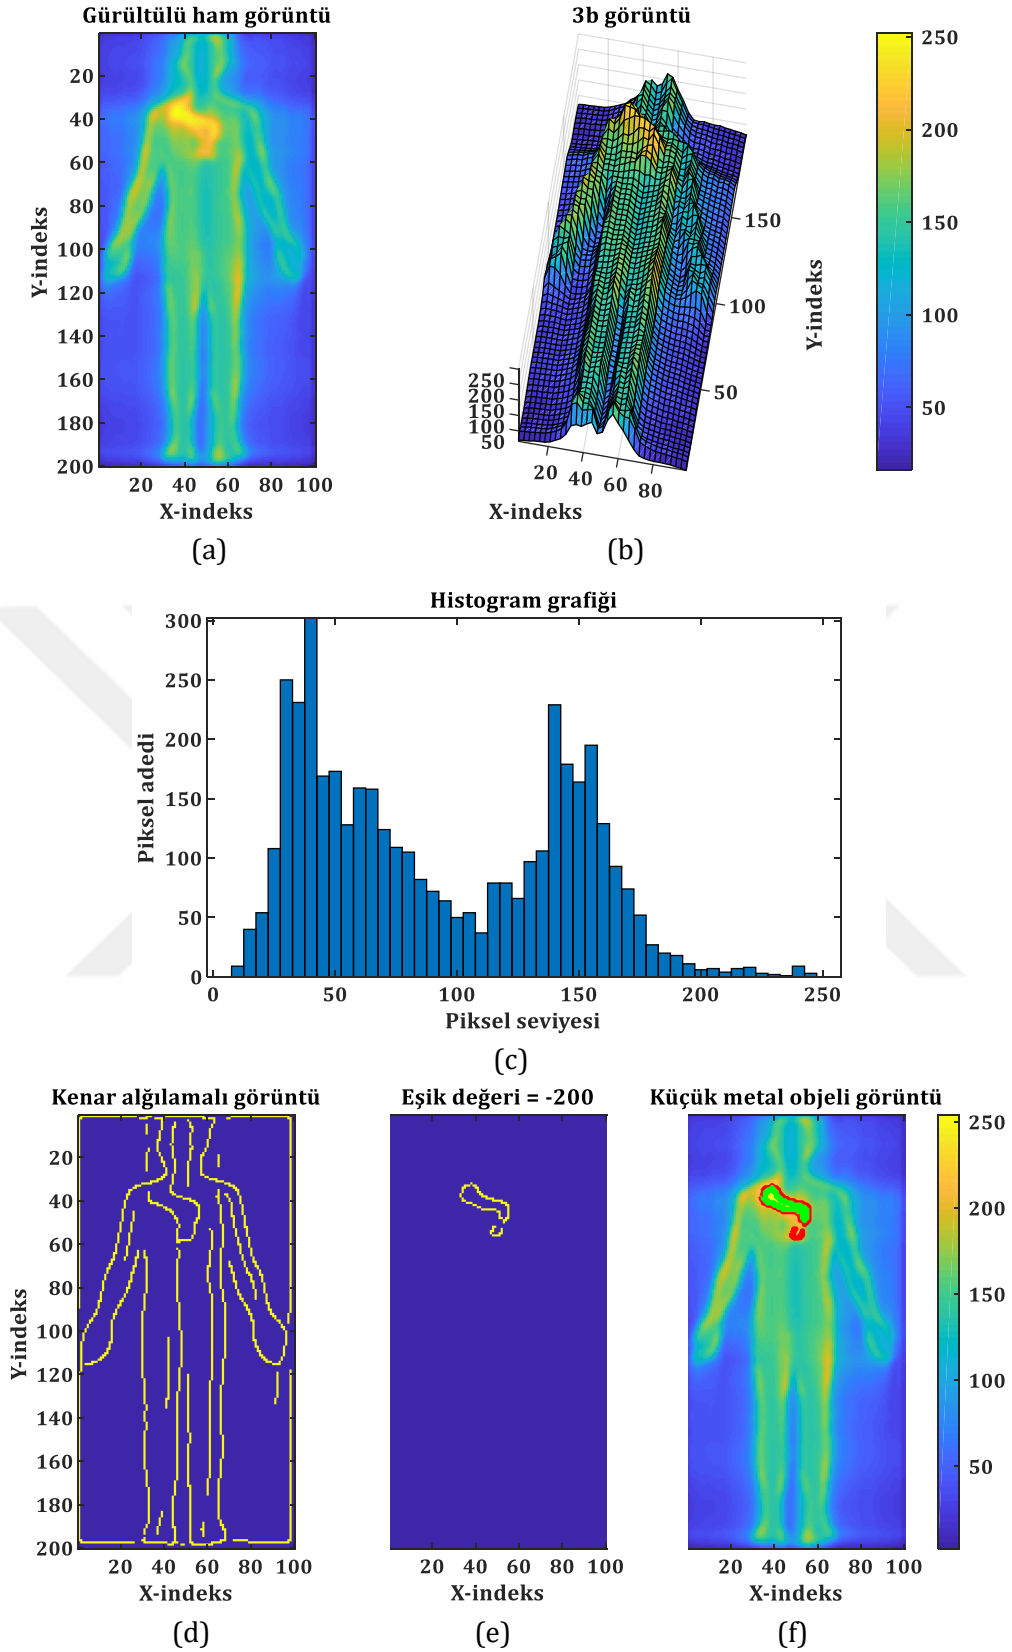 Gürültülü ham görüntü
3b görüntü
20
40
60
80
100
120
140
160
180
200
Y-indeks
20 40 60 80 100
X-indeks
(a)
250
200
150
100
50
20
40
60
80
X-indeks
50
100
150
Y-indeks
(b)
250
200
150
100
50
Histogram grafiği
300
250
200
150
100
50
0
Piksel adedi
0 50 100 150 200 250
Piksel seviyesi
(c)
Kenar alğılamalı görüntü
20
40
60
80
100
120
140
160
180
200
Y-indeks
20 40 60 80 100
X-indeks
(d)
Eşik değeri = -200
20 40 60 80 100
X-indeks
(e)
Küçük metal objeli görüntü
20 40 60 80 100
X-indeks
(f)
250
200
150
100
50